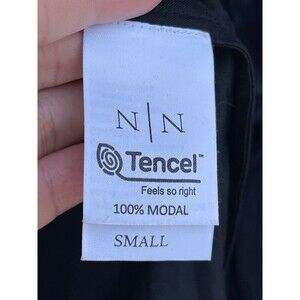 N|N
Tencel™
Feels so right
100% MODAL
SMALL